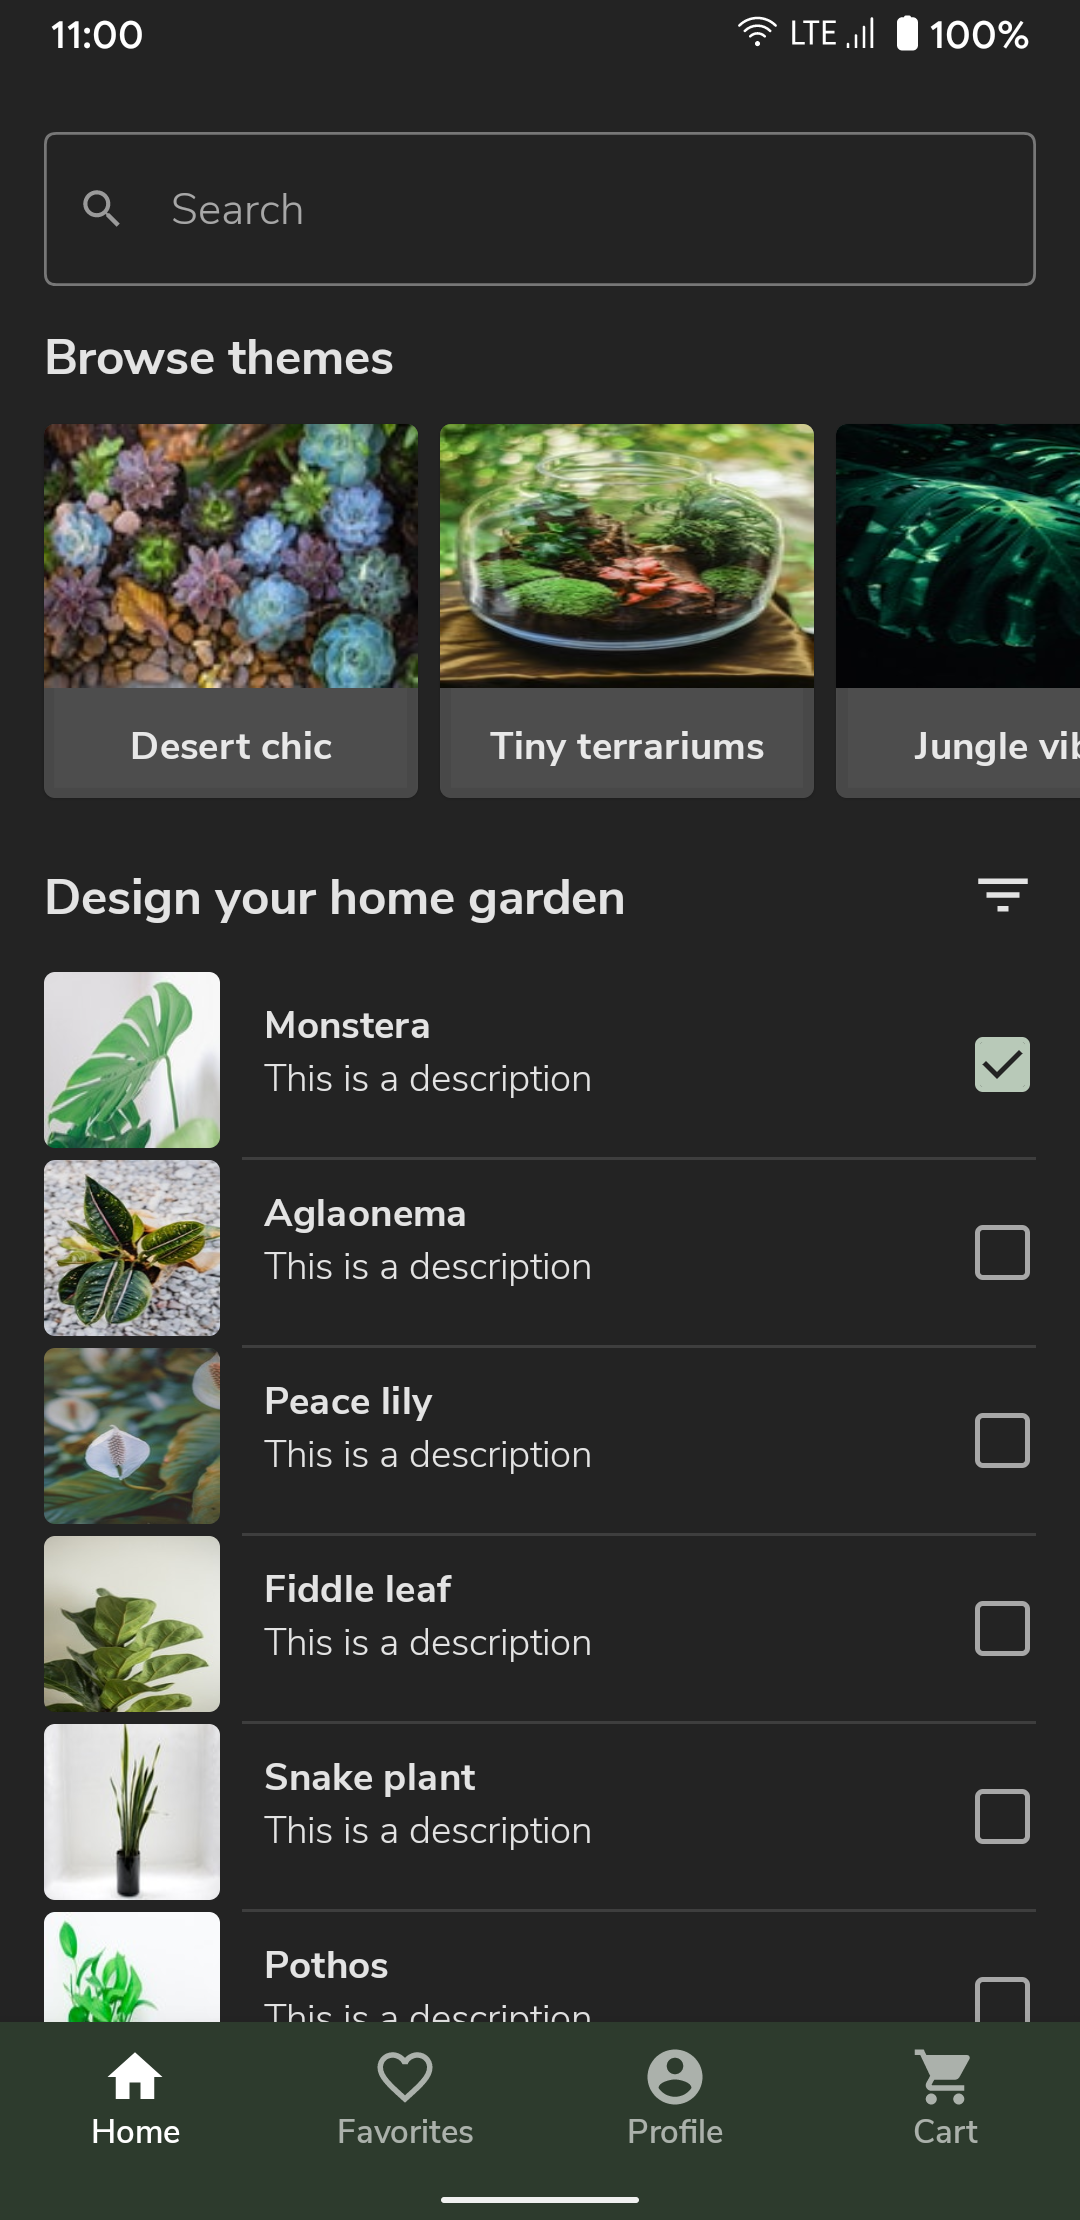 11:00
LTE 100%
Search
Browse themes
Desert chic
Tiny terrariums
Jungle
Design your home garden
Monstera
This is a description
Aglaonema
This is a description
Peace lily
This is a description
Fiddle leaf
This is a description
Snake plant
This is a description
Pothos
This is a description
Home
Favorites
Profile
Cart